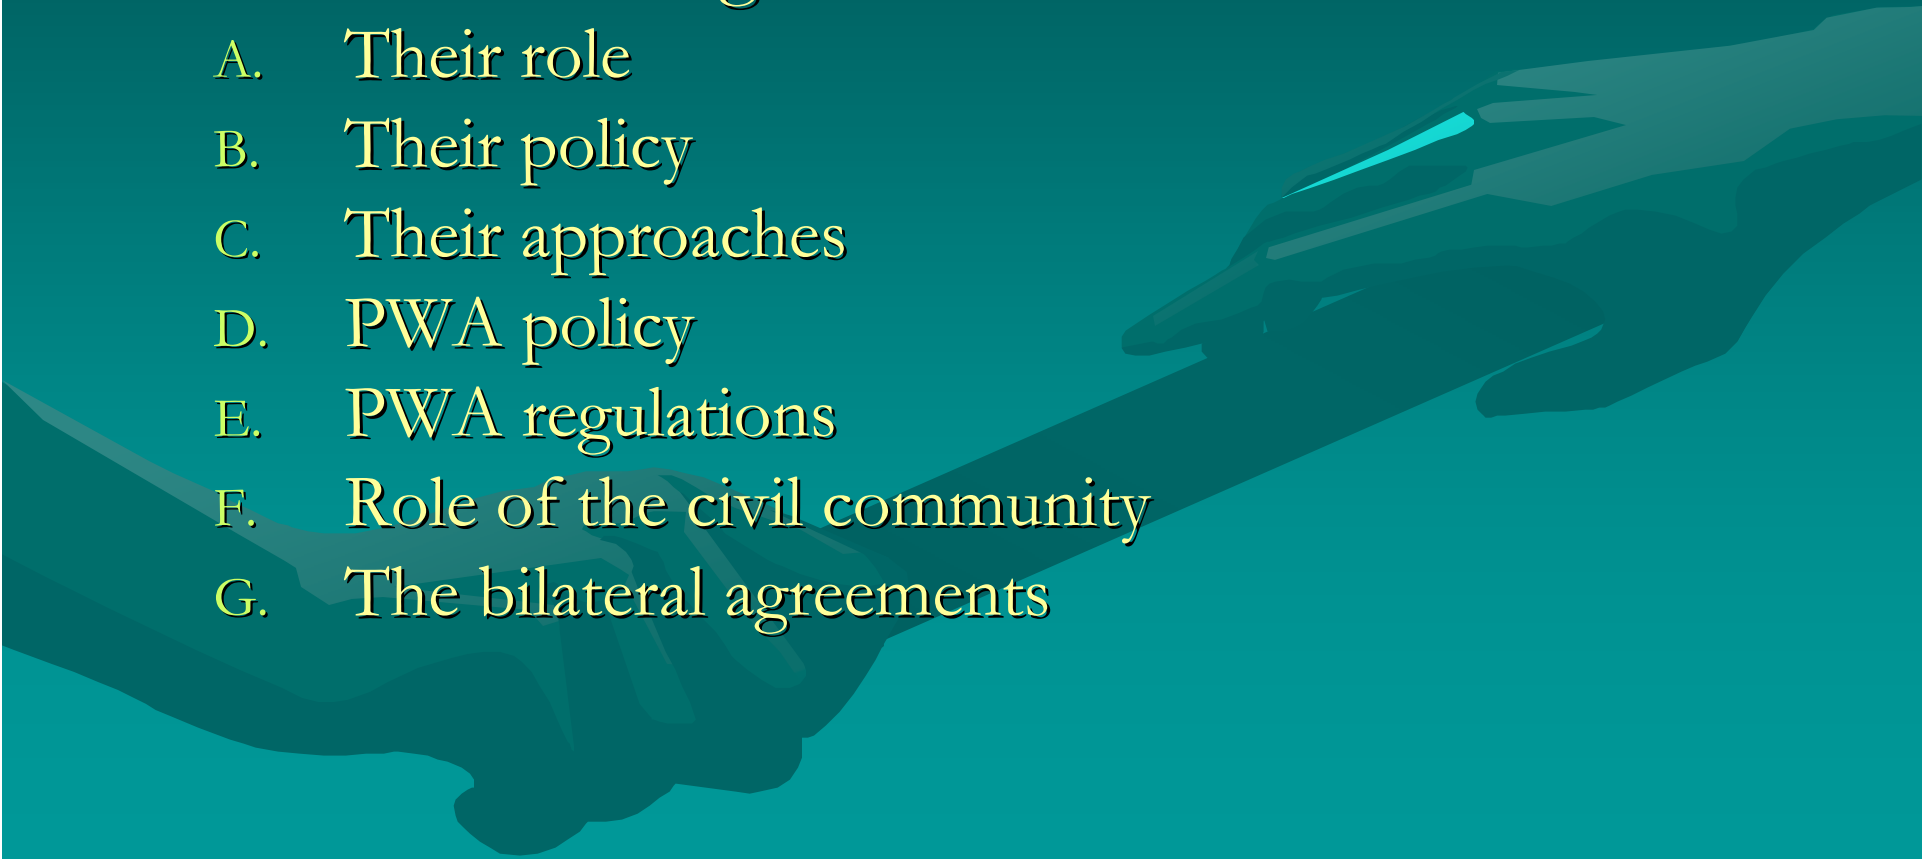 A. Their role
B. Their policy
C. Their approaches
D. PWA policy
E. PWA regulations
F. Role of the civil community
G. The bilateral agreements